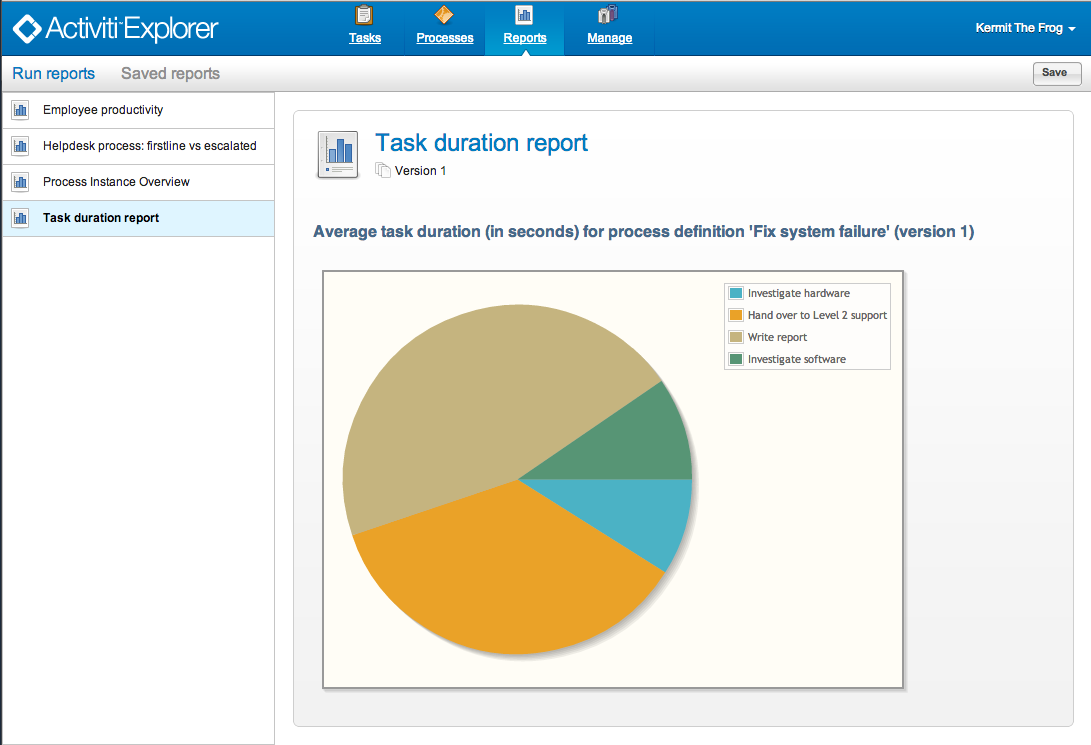 Activiti Explorer
Tasks
Processes
Reports
Manage
Kermit The Frog
Run reports
Saved reports
Save
Employee productivity
Helpdesk process: firstline vs escalated
Process Instance Overview
Task duration report
Task duration report
Version 1
Average task duration (in seconds) for process definition 'Fix system failure' (version 1)
Investigate hardware
Hand over to Level 2 support
Write report
Investigate software